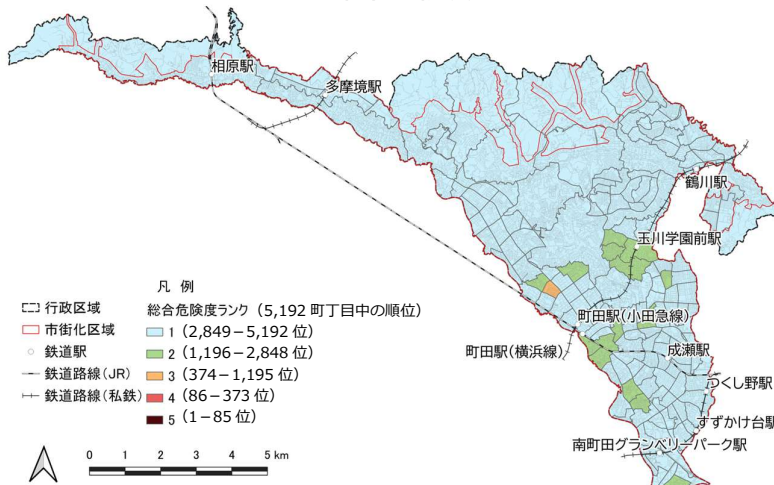 相原駅
多摩境駅
鶴川駅
玉川学園前駅
町田駅(小田急線)
町田駅(横浜線)
成瀬駅
つくし野駅
すずかけ台駅
南町田グランベリーパーク駅
凡 例
行政区域
市街化区域
鉄道駅
鉄道路線(JR)
鉄道路線(私鉄)
総合危険度ランク (5,192 町丁目中の順位)
1 (2,849－5,192 位)
2 (1,196－2,848 位)
3 (374－1,195 位)
4 (86－373 位)
5 (1－85 位)
0 1 2 3 4 5 km